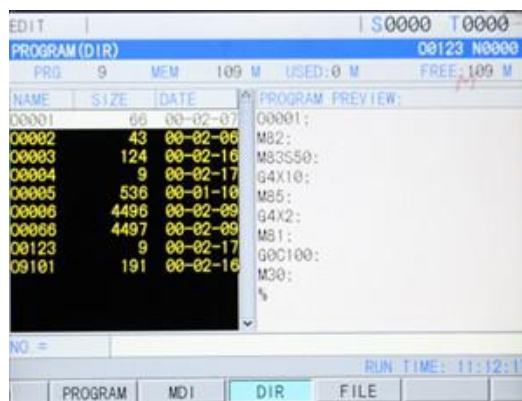 EDIT S0000 T0000
PROGRAM(DIR) O0123 N0000
PRG 9 MEM 109 M USED:0 M FREE:109 M
NAME SIZE DATE PROGRAM PREVIEW:
O0001 66 00-02-07 O0001;
O0002 43 00-02-06 M82;
O0003 124 00-02-16 M83S50;
O0004 9 00-02-17 G4X10;
O0005 536 00-01-10 M85;
O0006 4496 00-02-09 G4X2;
O0066 4497 00-02-09 M81;
O0123 9 00-02-17 G0C100;
O9101 191 00-02-16 M30;
%
NO. =
RUN TIME: 11:12:1
PROGRAM MDI DIR FILE